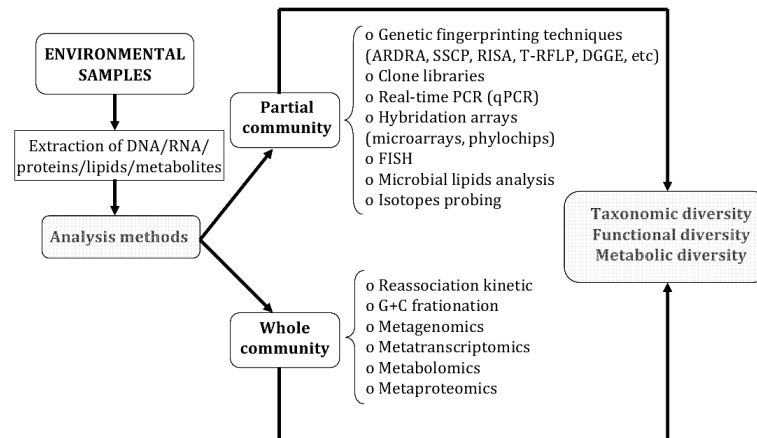 ENVIRONMENTAL
SAMPLES
Extraction of DNA/RNA/
proteins/lipids/metabolites
Analysis methods
Partial
community
o Genetic fingerprinting techniques
(ARDRA, SSCP, RISA, T-RFLP, DGGE, etc)
o Clone libraries
o Real-time PCR (qPCR)
o Hybridation arrays
(microarrays, phylochips)
o FISH
o Microbial lipids analysis
o Isotopes probing
Whole
community
o Reassociation kinetic
o G+C frationation
o Metagenomics
o Metatranscriptomics
o Metabolomics
o Metaproteomics
Taxonomic diversity
Functional diversity
Metabolic diversity